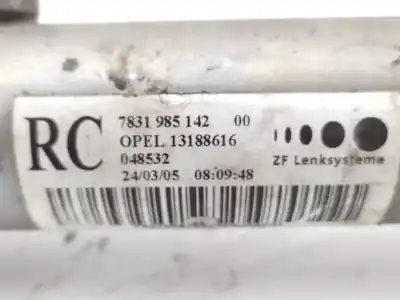 RC
7831 985 142 00
OPEL 13188616
048532
24/03/05 08:09:48
ZF Lenksysteme